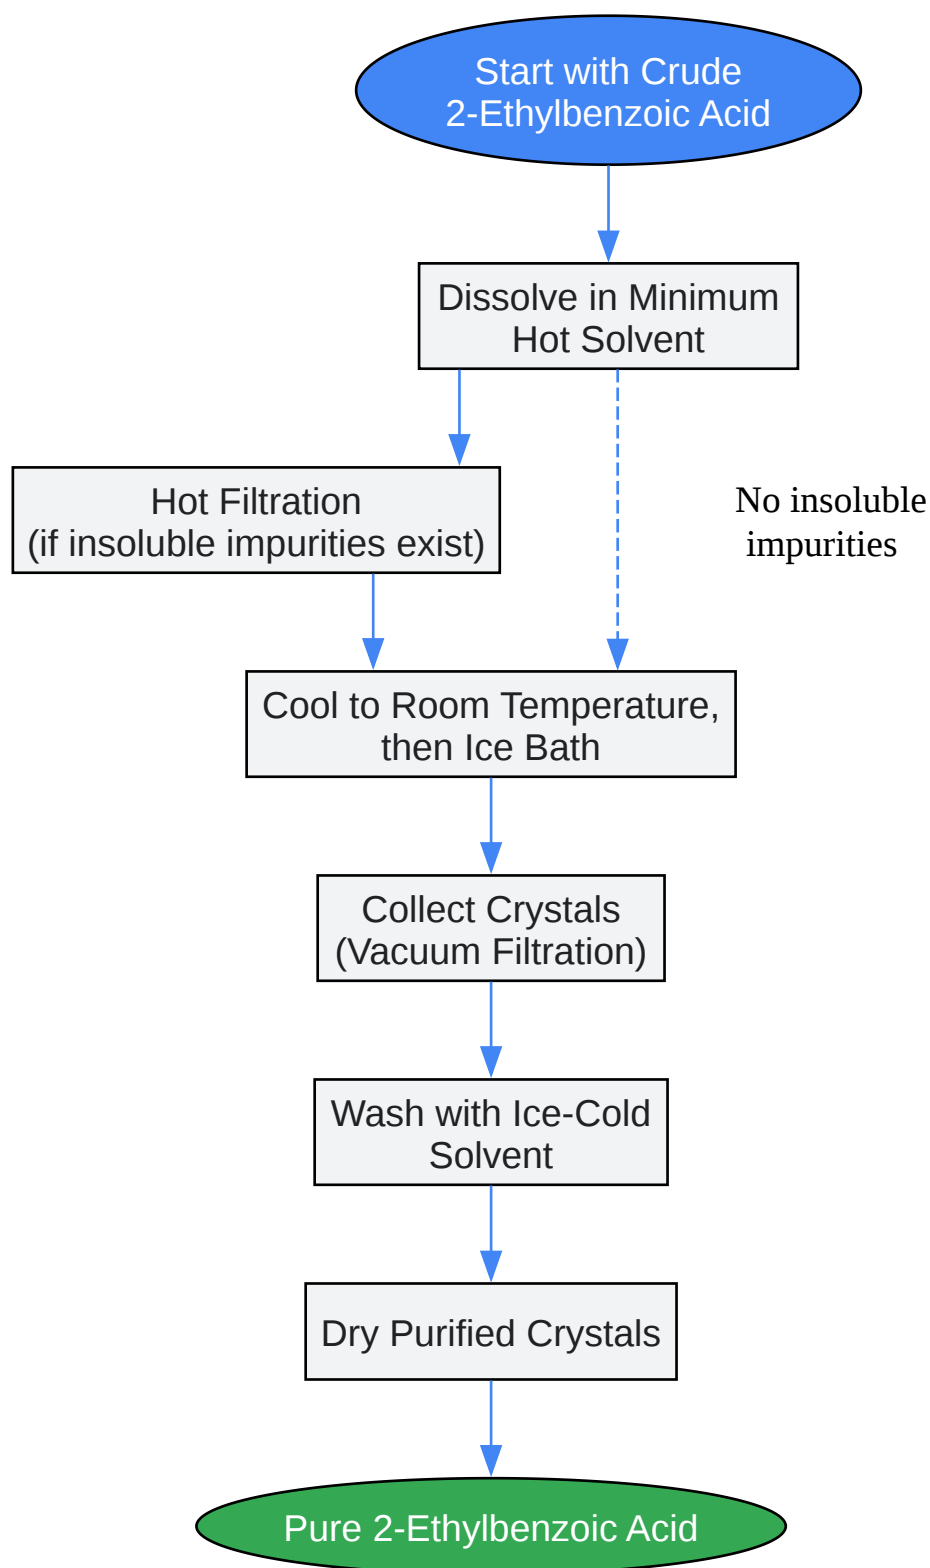 Start with Crude
2-Ethylbenzoic Acid
Dissolve in Minimum
Hot Solvent
Hot Filtration
(if insoluble impurities exist)
No insoluble
impurities
Cool to Room Temperature,
then Ice Bath
Collect Crystals
(Vacuum Filtration)
Wash with Ice-Cold
Solvent
Dry Purified Crystals
Pure 2-Ethylbenzoic Acid